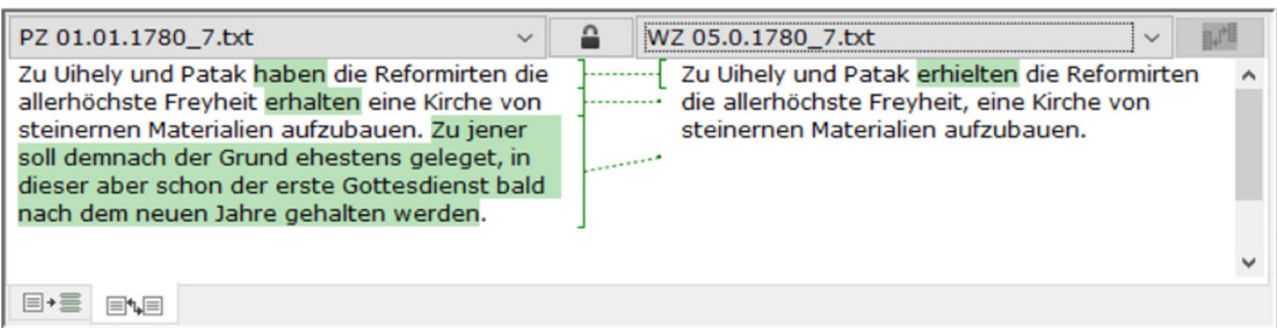 PZ 01.01.1780_7.txt
WZ 05.0.1780_7.txt
Zu Uihely und Patak haben die Reformirten die
allerhöchste Freyheit erhalten eine Kirche von
steinernen Materialien aufzubauen. Zu jener
soll demnach der Grund ehestens geleget, in
dieser aber schon der erste Gottesdienst bald
nach dem neuen Jahre gehalten werden.
Zu Uihely und Patak erhielten die Reformirten
die allerhöchste Freyheit, eine Kirche von
steinernen Materialien aufzubauen.